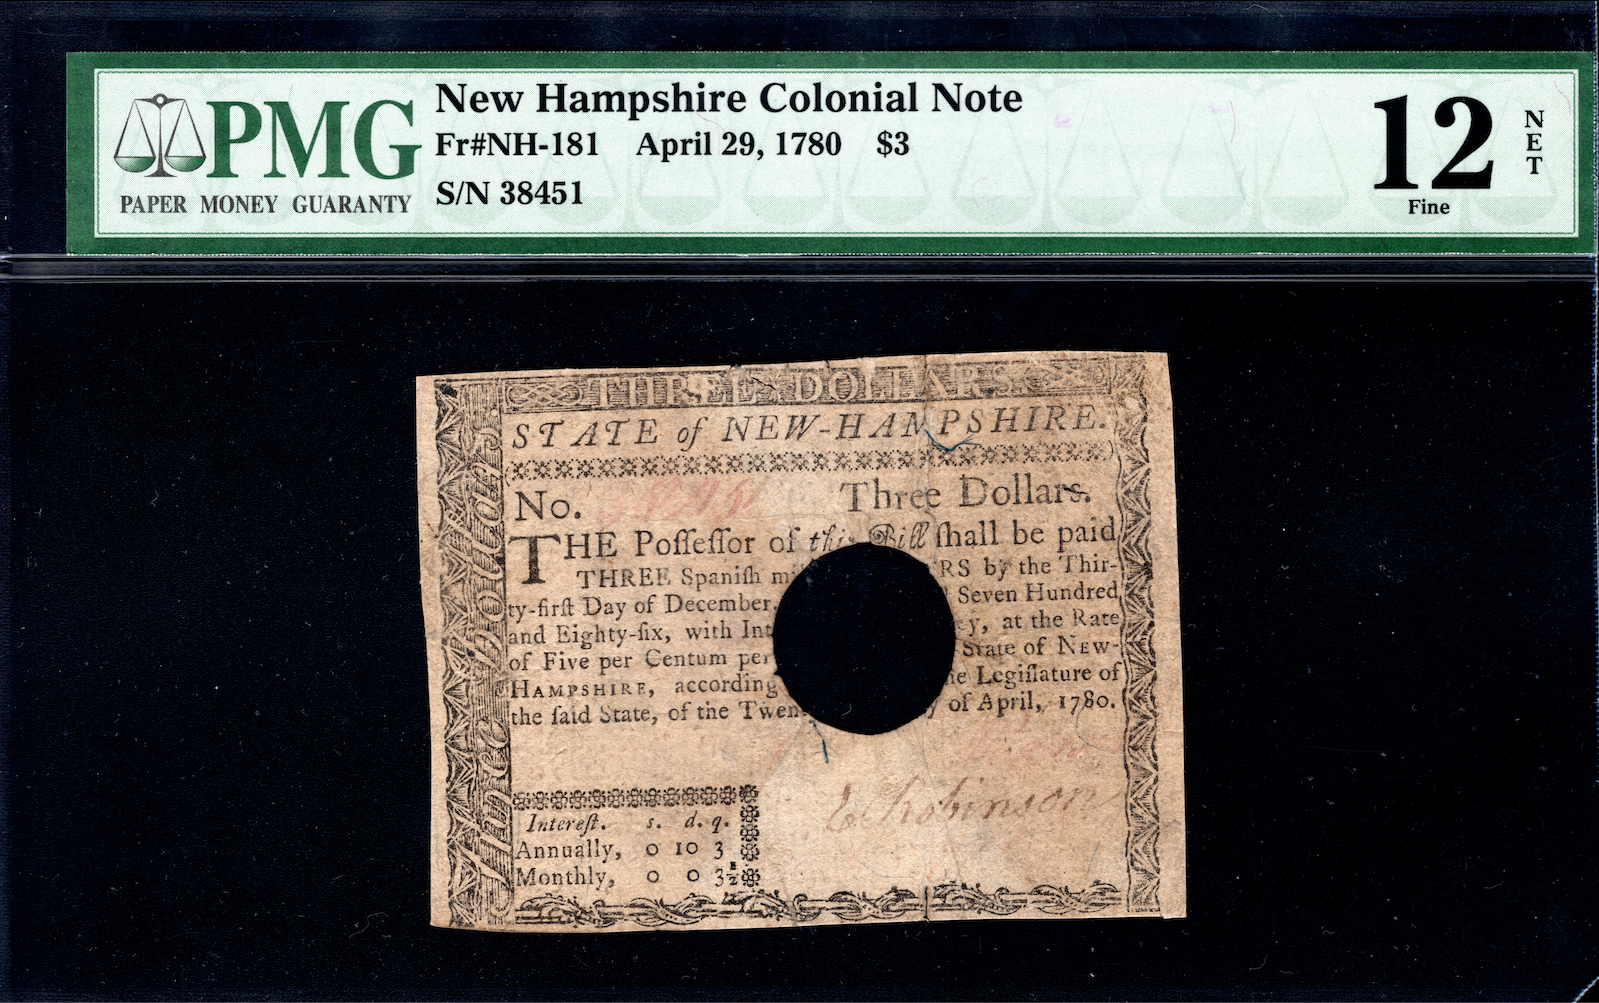 PMG
PAPER MONEY GUARANTY
New Hampshire Colonial Note
Fr#NH-181 April 29, 1780 $3
S/N 38451
12
NET
Fine
THREE DOLLARS.
Three Dollars.
STATE of NEW-HAMPSHIRE.
No. Three Dollars.
THE Poſſeſſor of this Bill ſhall be paid
THREE Spaniſh mi RS by the Thir-
ty-firſt Day of December, Seven Hundred
and Eighty-ſix, with Int ey, at the Rate
of Five per Centum per State of NEW-
HAMPSHIRE, according he Legiſlature of
the ſaid State, of the Twen y of April, 1780.
E Robinson
Intereſt. s. d. q.
Annually, 0 10 3
Monthly, 0 0 3½